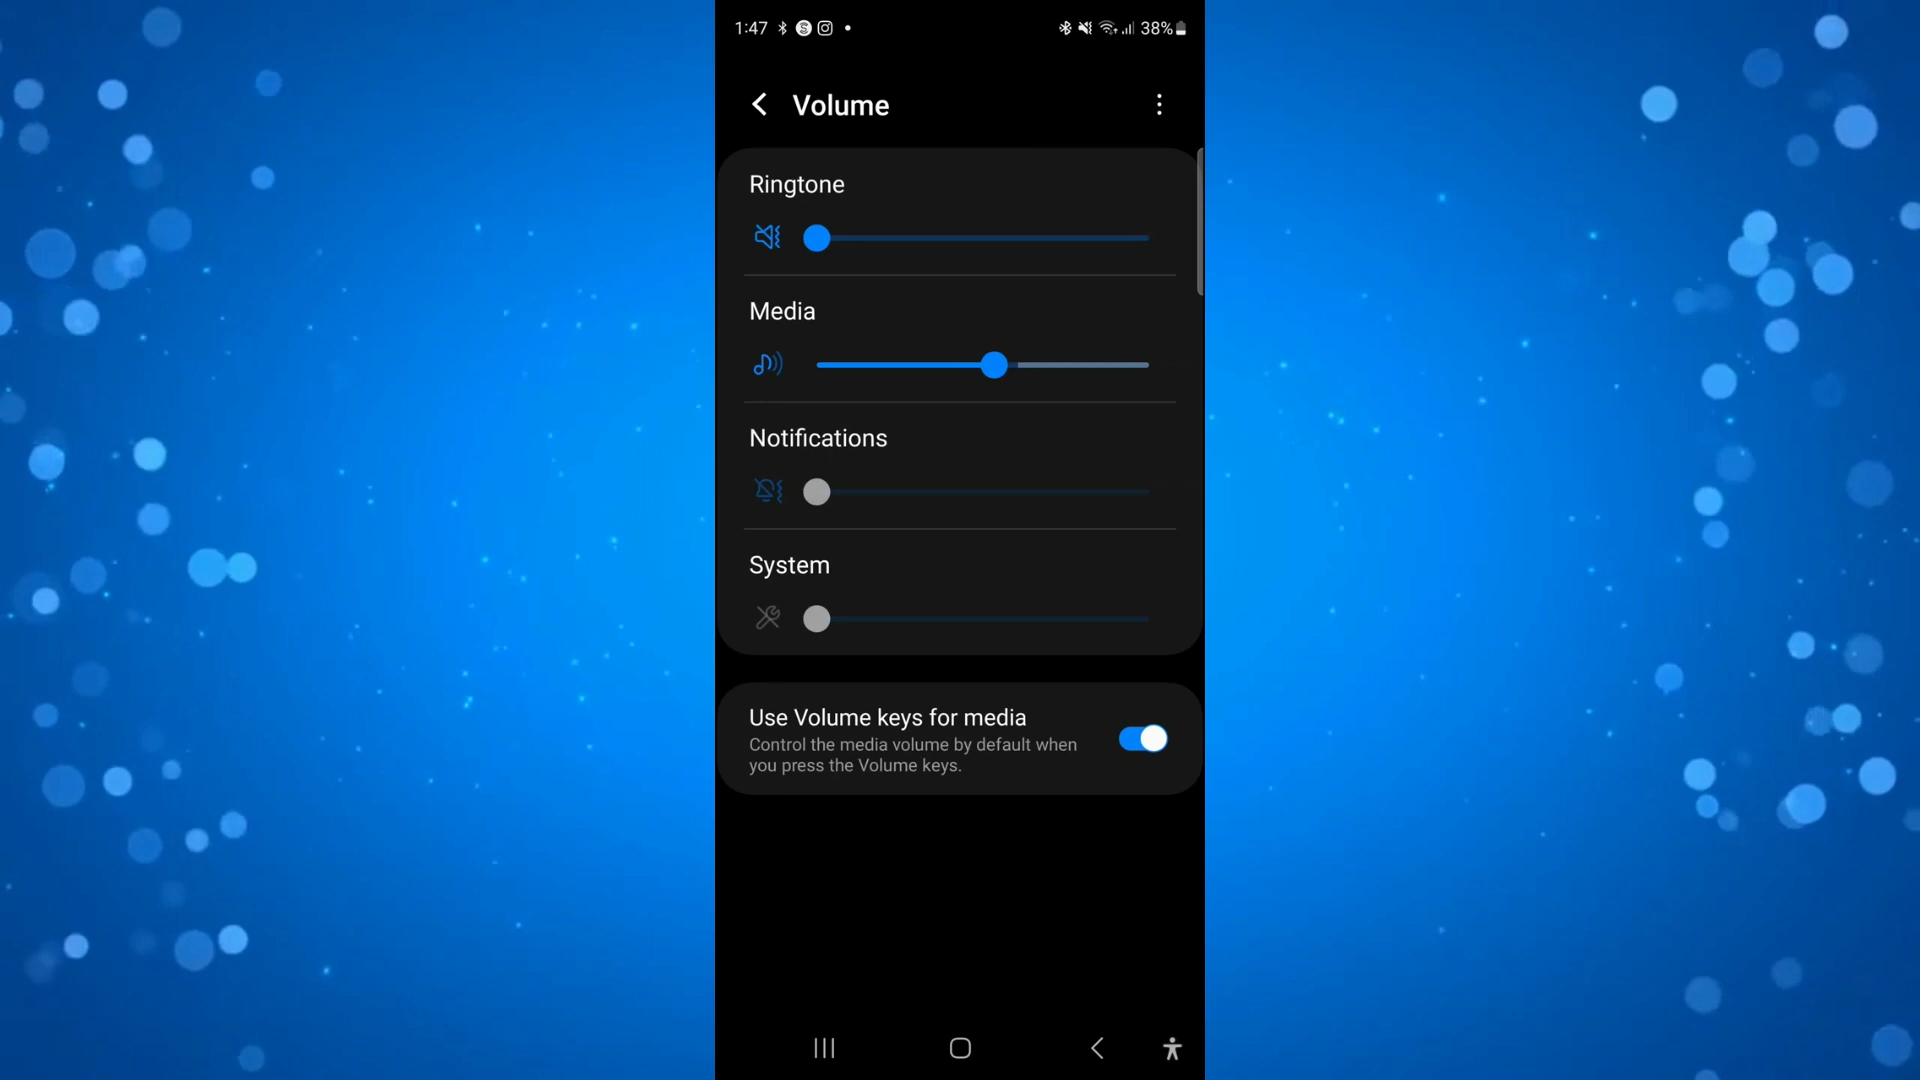 1:47
38%
Volume
Ringtone
Media
Notifications
System
Use Volume keys for media
Control the media volume by default when
you press the Volume keys.